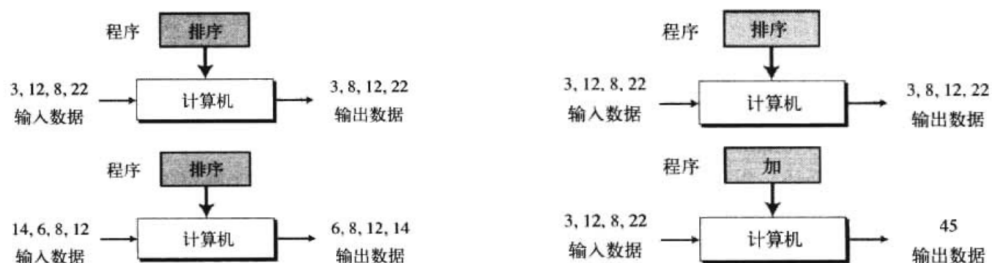 程序 排序
3, 12, 8, 22 计算机 3, 8, 12, 22
输入数据 输出数据
程序 排序
14, 6, 8, 12 计算机 6, 8, 12, 14
输入数据 输出数据
程序 排序
3, 12, 8, 22 计算机 3, 8, 12, 22
输入数据 输出数据
程序 加
3, 12, 8, 22 计算机 45
输入数据 输出数据